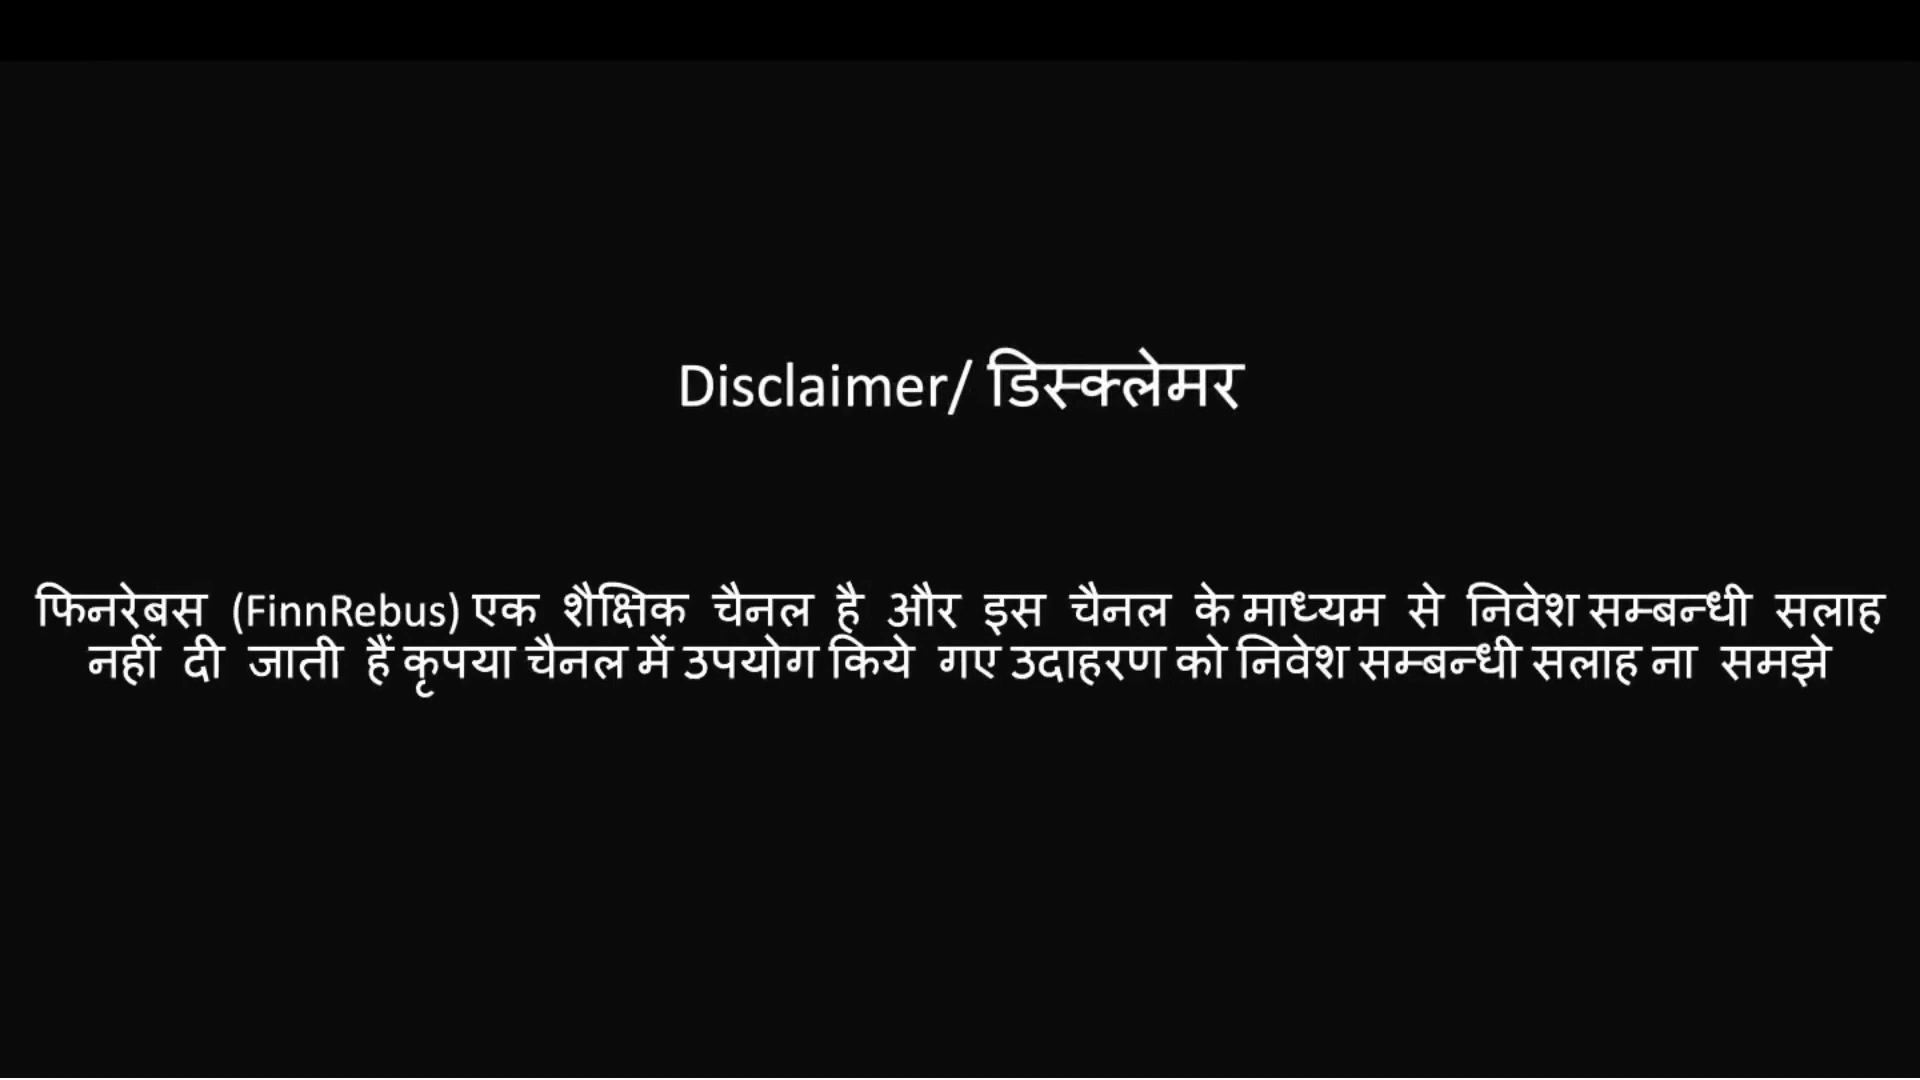 Disclaimer/ डिस्क्लेमर
फिनरेबस (FinnRebus) एक शैक्षिक चैनल है और इस चैनल के माध्यम से निवेश सम्बन्धी सलाह
नहीं दी जाती हैं कृपया चैनल में उपयोग किये गए उदाहरण को निवेश सम्बन्धी सलाह ना समझे